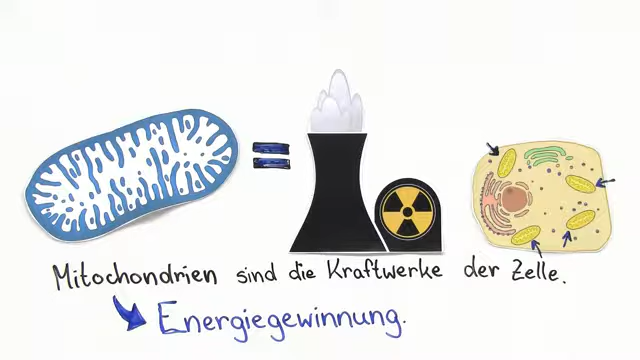 Mitochondrien sind die Kraftwerke der Zelle.
Energiegewinnung.